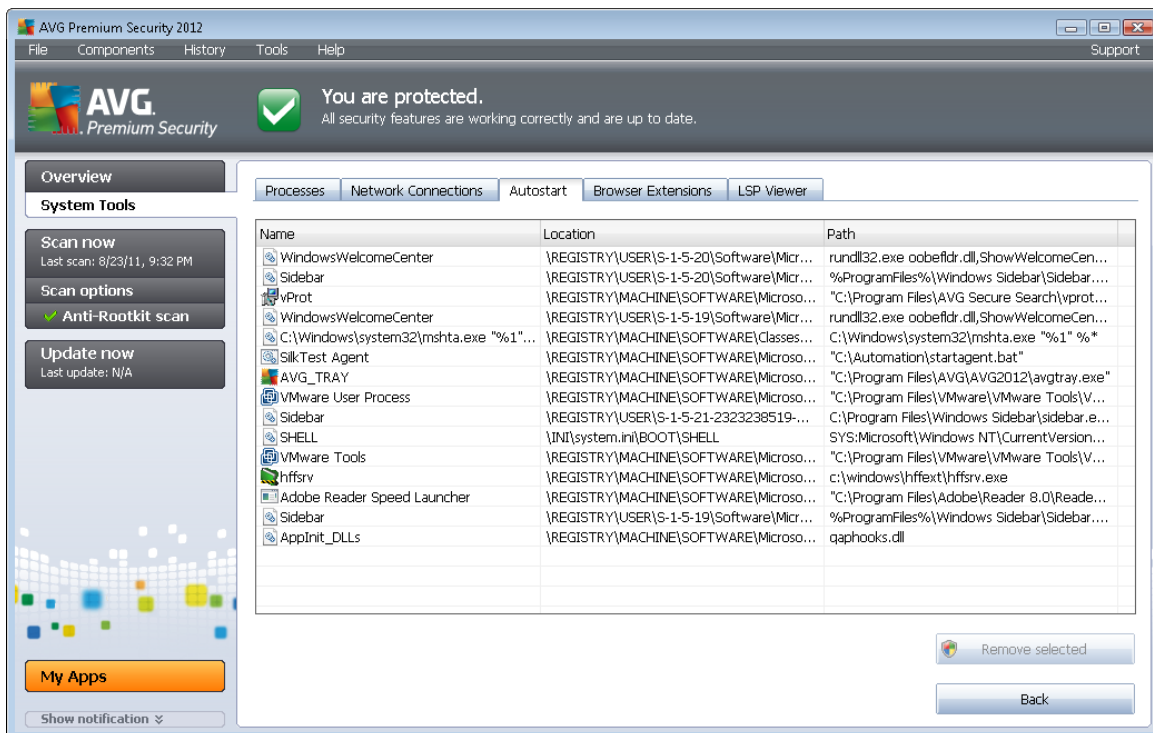 AVG Premium Security 2012
File Components History Tools Help Support
AVG.
Premium Security
You are protected.
All security features are working correctly and are up to date.
Overview
System Tools
Scan now
Last scan: 8/23/11, 9:32 PM
Scan options
Anti-Rootkit scan
Update now
Last update: N/A
My Apps
Show notification
Processes Network Connections Autostart Browser Extensions LSP Viewer
Name Location Path
WindowsWelcomeCenter \REGISTRY\USER\S-1-5-20\Software\Micr... rundll32.exe oobefldr.dll,ShowWelcomeCen...
Sidebar \REGISTRY\USER\S-1-5-20\Software\Micr... %ProgramFiles%\Windows Sidebar\Sidebar....
vProt \REGISTRY\MACHINE\SOFTWARE\Microso... "C:\Program Files\AVG Secure Search\vprot...
WindowsWelcomeCenter \REGISTRY\USER\S-1-5-19\Software\Micr... rundll32.exe oobefldr.dll,ShowWelcomeCen...
C:\Windows\system32\mshta.exe "%1"... \REGISTRY\MACHINE\SOFTWARE\Classes... C:\Windows\system32\mshta.exe "%1" %*
SilkTest Agent \REGISTRY\MACHINE\SOFTWARE\Microso... "C:\Automation\startagent.bat"
AVG_TRAY \REGISTRY\MACHINE\SOFTWARE\Microso... "C:\Program Files\AVG\AVG2012\avgtray.exe"
VMware User Process \REGISTRY\MACHINE\SOFTWARE\Microso... "C:\Program Files\VMware\VMware Tools\V...
Sidebar \REGISTRY\USER\S-1-5-21-2323238519-... C:\Program Files\Windows Sidebar\sidebar.e...
SHELL \INI\system.ini\BOOT\SHELL SYS:Microsoft\Windows NT\CurrentVersion...
VMware Tools \REGISTRY\MACHINE\SOFTWARE\Microso... "C:\Program Files\VMware\VMware Tools\V...
hffsrv \REGISTRY\MACHINE\SOFTWARE\Microso... c:\windows\hffext\hffsrv.exe
Adobe Reader Speed Launcher \REGISTRY\MACHINE\SOFTWARE\Microso... "C:\Program Files\Adobe\Reader 8.0\Reade...
Sidebar \REGISTRY\USER\S-1-5-19\Software\Micr... %ProgramFiles%\Windows Sidebar\Sidebar....
AppInit_DLLs \REGISTRY\MACHINE\SOFTWARE\Microso... qaphooks.dll
Remove selected
Back